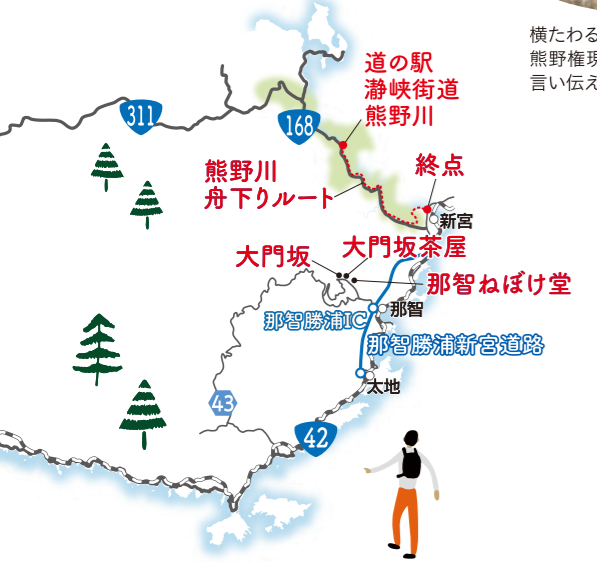 横たわる
熊野権現
言い伝え
168
道の駅
瀞峡街道
熊野川
311
168
終点
熊野川
舟下りルート
新宮
大門坂
大門坂茶屋
那智ねぼけ堂
那智
那智勝浦IC
那智勝浦新宮道路
太地
43
42